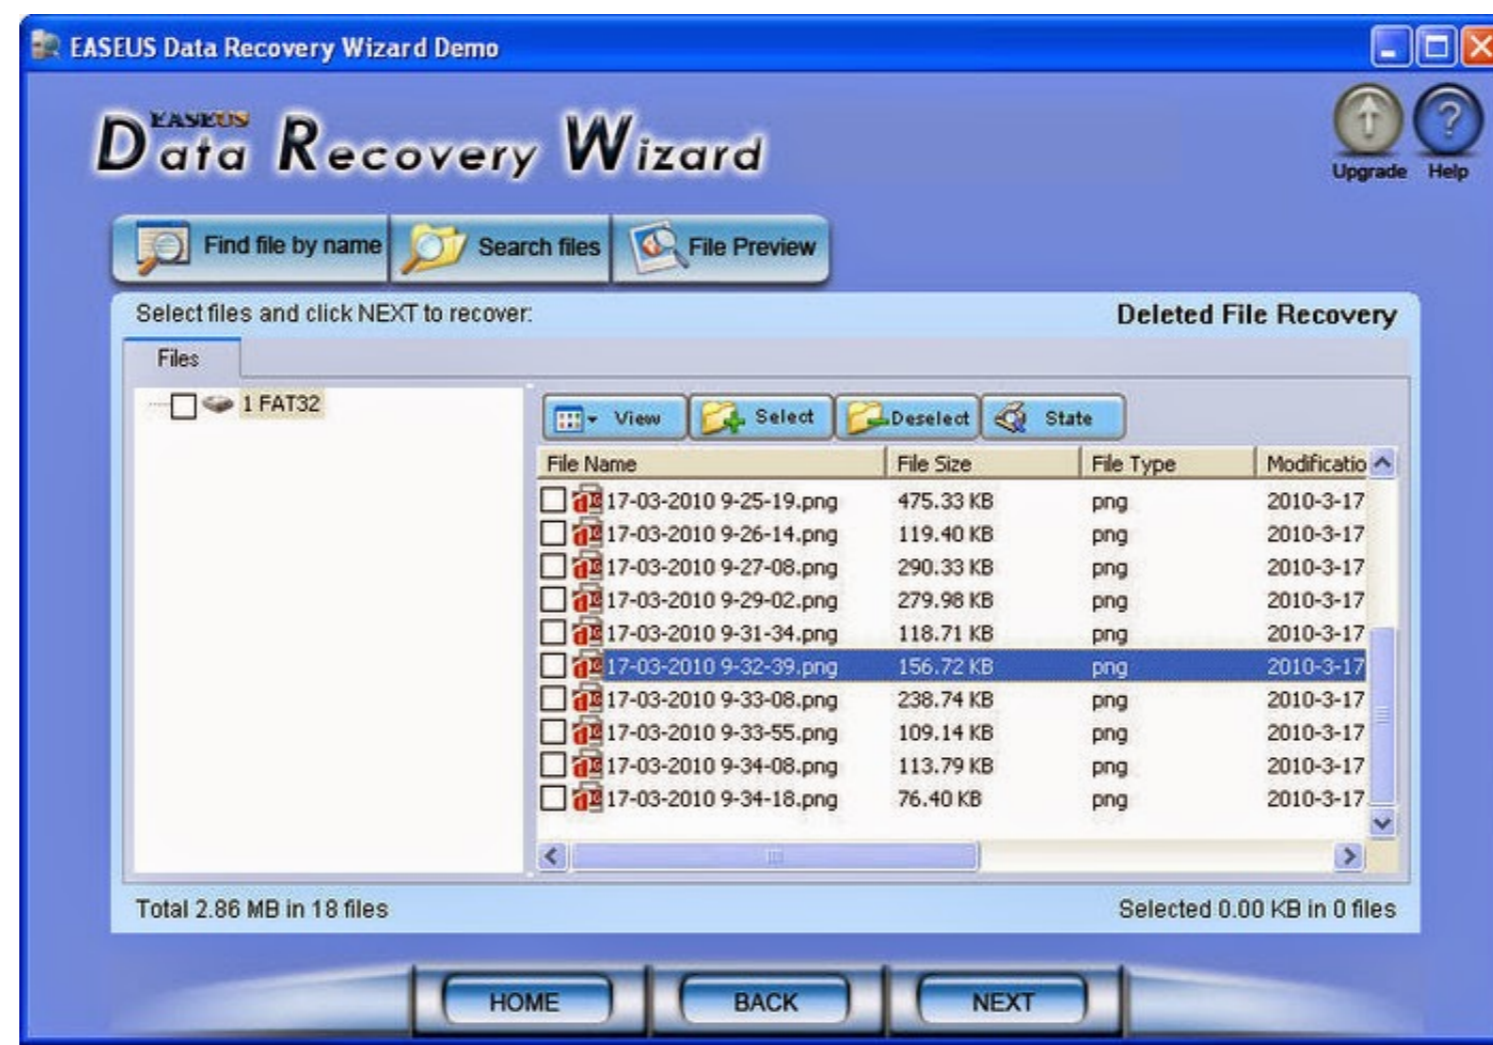 EASEUS Data Recovery Wizard Demo
EASEUS
Data Recovery Wizard
Upgrade Help
Find file by name Search files File Preview
Select files and click NEXT to recover: Deleted File Recovery
Files
1 FAT32
View Select Deselect State
File Name File Size File Type Modificatio
17-03-2010 9-25-19.png 475.33 KB png 2010-3-17
17-03-2010 9-26-14.png 119.40 KB png 2010-3-17
17-03-2010 9-27-08.png 290.33 KB png 2010-3-17
17-03-2010 9-29-02.png 279.98 KB png 2010-3-17
17-03-2010 9-31-34.png 118.71 KB png 2010-3-17
17-03-2010 9-32-39.png 156.72 KB png 2010-3-17
17-03-2010 9-33-08.png 238.74 KB png 2010-3-17
17-03-2010 9-33-55.png 109.14 KB png 2010-3-17
17-03-2010 9-34-08.png 113.79 KB png 2010-3-17
17-03-2010 9-34-18.png 76.40 KB png 2010-3-17
Total 2.86 MB in 18 files Selected 0.00 KB in 0 files
HOME BACK NEXT